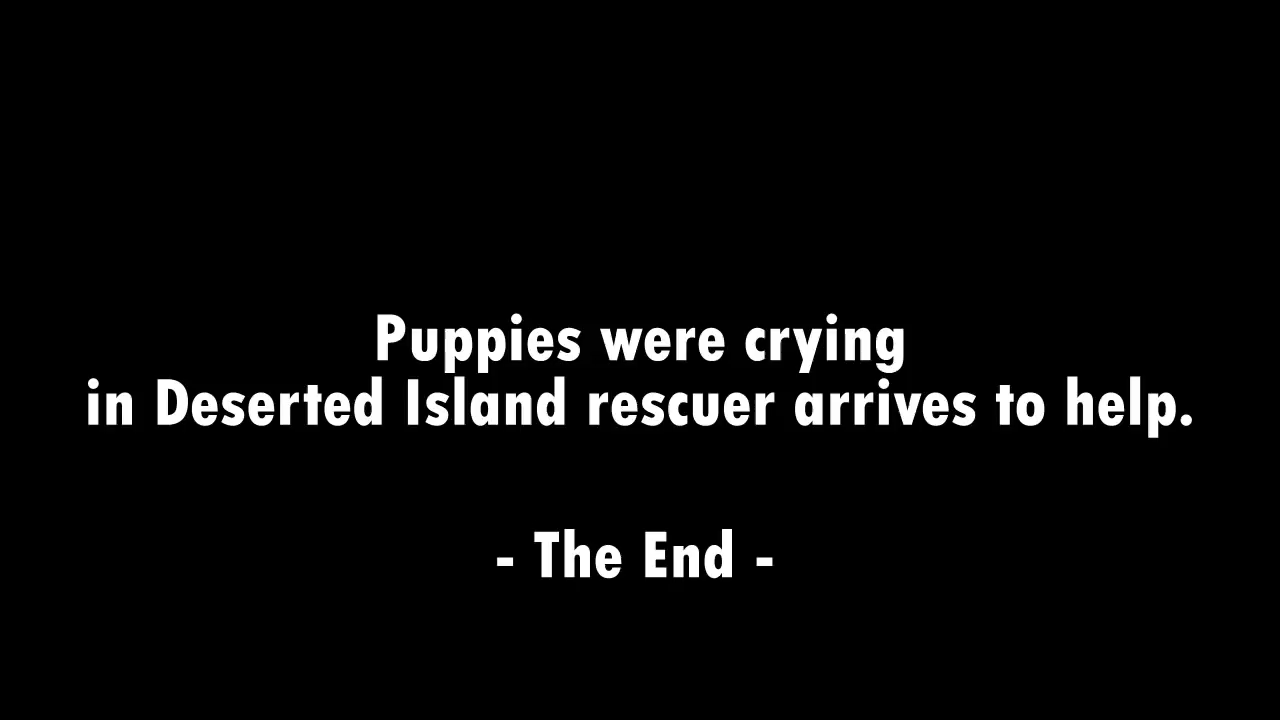 Puppies were crying
in Deserted Island rescuer arrives to help.
- The End -